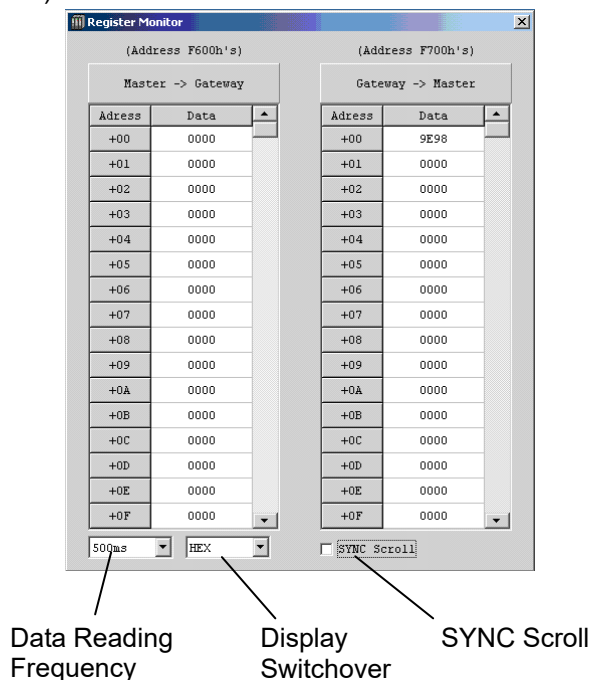 )
Register Monitor
(Address F600h's) (Address F700h's)
Master -> Gateway Gateway -> Master
Adress Data Adress Data
+00 0000 +00 9E98
+01 0000 +01 0000
+02 0000 +02 0000
+03 0000 +03 0000
+04 0000 +04 0000
+05 0000 +05 0000
+06 0000 +06 0000
+07 0000 +07 0000
+08 0000 +08 0000
+09 0000 +09 0000
+0A 0000 +0A 0000
+0B 0000 +0B 0000
+0C 0000 +0C 0000
+0D 0000 +0D 0000
+0E 0000 +0E 0000
+0F 0000 +0F 0000
500ms HEX SYNC Scroll
Data Reading Display SYNC Scroll
Frequency Switchover